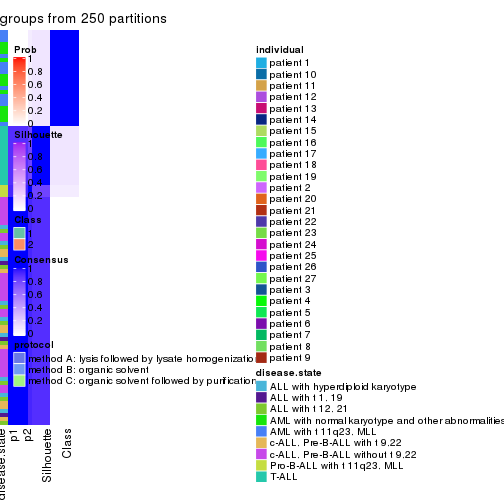 groups from 250 partitions
Prob
1
0.8
0.6
0.4
0.2
0
Silhouette
1
0.8
0.6
0.4
0.2
0
Class
1
2
Consensus
1
0.8
0.6
0.4
0.2
0
protocol
method A: lysis followed by lysate homogenizatio
method B: organic solvent
method C: organic solvent followed by purification
disease.state
p1
p2
Silhouette
Class
individual
patient 1
patient 10
patient 11
patient 12
patient 13
patient 14
patient 15
patient 16
patient 17
patient 18
patient 19
patient 2
patient 20
patient 21
patient 22
patient 23
patient 24
patient 25
patient 26
patient 27
patient 3
patient 4
patient 5
patient 6
patient 7
patient 8
patient 9
disease.state
ALL with hyperdiploid karyotype
ALL with t 1. 19
ALL with t 12. 21
AML with normal karyotype and other abnormalities
AML with t 11q23. MLL
c-ALL. Pre-B-ALL with t 9.22
c-ALL. Pre-B-ALL without t 9.22
Pro-B-ALL with t 11q23. MLL
T-ALL